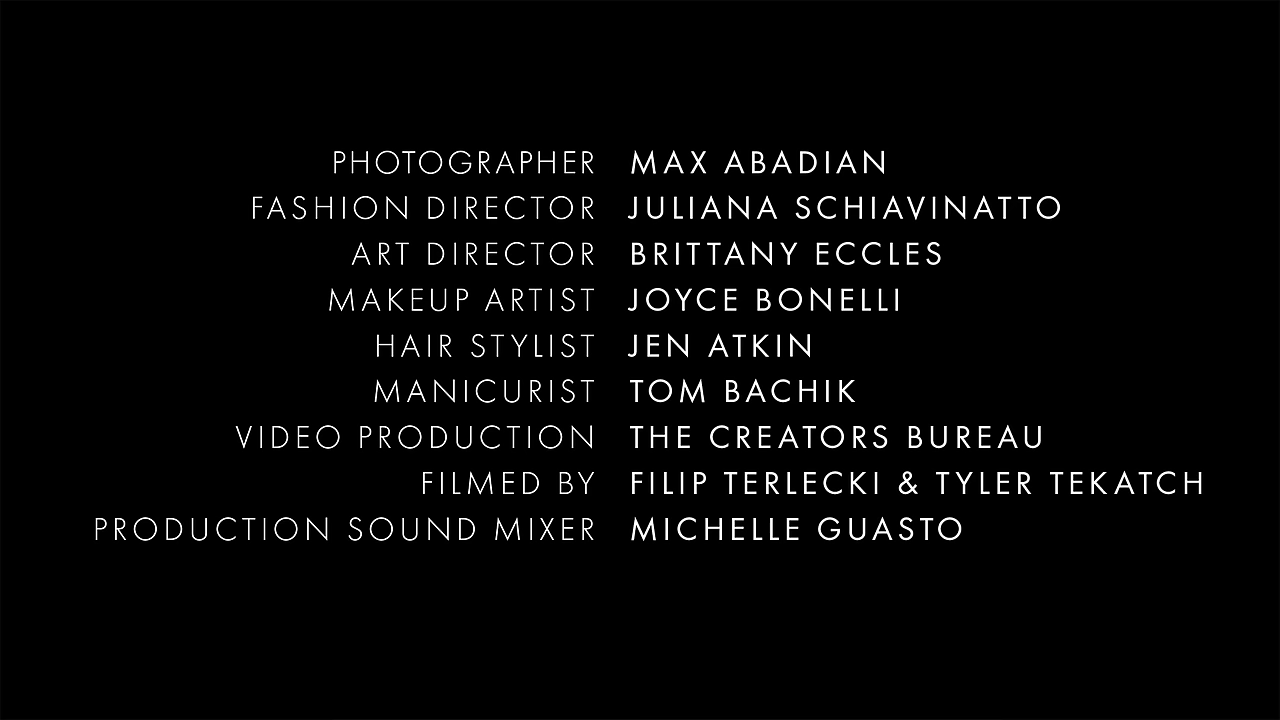 PHOTOGRAPHER MAX ABADIAN
FASHION DIRECTOR JULIANA SCHIAVINATTO
ART DIRECTOR BRITTANY ECCLES
MAKEUP ARTIST JOYCE BONELLI
HAIR STYLIST JEN ATKIN
MANICURIST TOM BACHIK
VIDEO PRODUCTION THE CREATORS BUREAU
FILMED BY FILIP TERLECKI & TYLER TEKATCH
PRODUCTION SOUND MIXER MICHELLE GUASTO